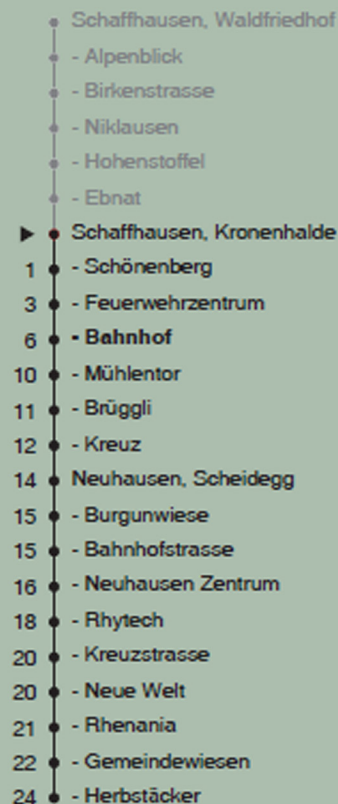 Schaffhausen, Waldfriedhof
- Alpenblick
- Birkenstrasse
- Niklausen
- Hohenstoffel
- Ebnat
Schaffhausen, Kronenhalde
1 - Schönenberg
3 - Feuerwehrzentrum
6 - Bahnhof
10 - Mühlentor
11 - Brüggli
12 - Kreuz
14 Neuhausen, Scheidegg
15 - Burgunwiese
15 - Bahnhofstrasse
16 - Neuhausen Zentrum
18 - Rhytech
20 - Kreuzstrasse
20 - Neue Welt
21 - Rhenania
22 - Gemeindewiesen
24 - Herbstäcker